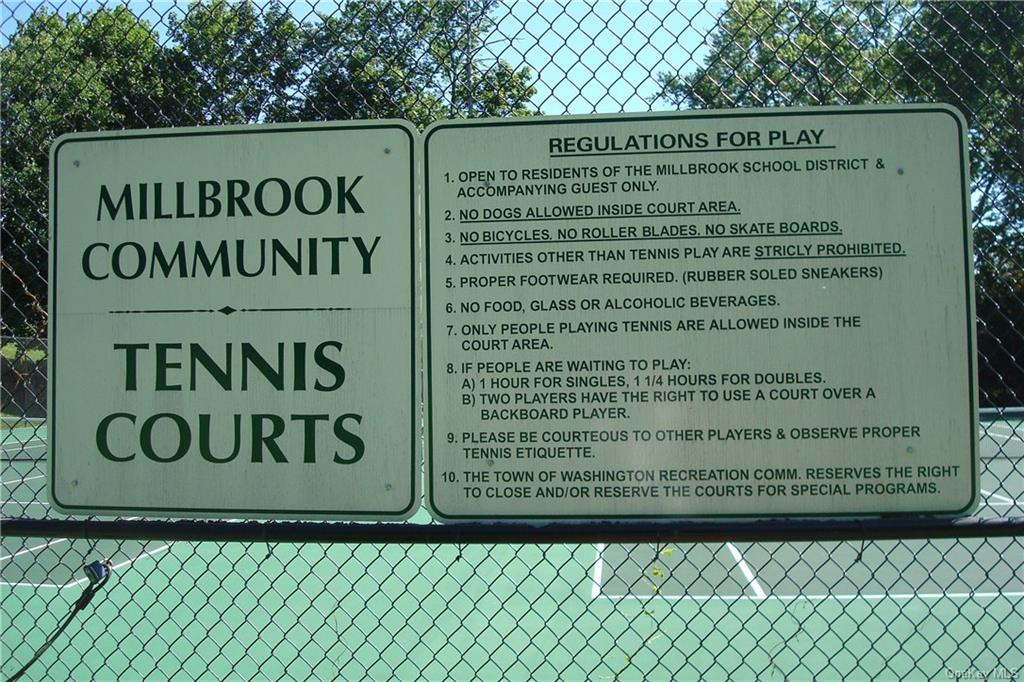 MILLBROOK
COMMUNITY
TENNIS
COURTS
REGULATIONS FOR PLAY
1. OPEN TO RESIDENTS OF THE MILLBROOK SCHOOL DISTRICT &
ACCOMPANYING GUEST ONLY.
2. NO DOGS ALLOWED INSIDE COURT AREA.
3. NO BICYCLES. NO ROLLER BLADES. NO SKATE BOARDS.
4. ACTIVITIES OTHER THAN TENNIS PLAY ARE STRICLY PROHIBITED.
5. PROPER FOOTWEAR REQUIRED. (RUBBER SOLED SNEAKERS)
6. NO FOOD, GLASS OR ALCOHOLIC BEVERAGES.
7. ONLY PEOPLE PLAYING TENNIS ARE ALLOWED INSIDE THE
COURT AREA.
8. IF PEOPLE ARE WAITING TO PLAY:
A) 1 HOUR FOR SINGLES, 1 1/4 HOURS FOR DOUBLES.
B) TWO PLAYERS HAVE THE RIGHT TO USE A COURT OVER A
BACKBOARD PLAYER.
9. PLEASE BE COURTEOUS TO OTHER PLAYERS & OBSERVE PROPER
TENNIS ETIQUETTE.
10. THE TOWN OF WASHINGTON RECREATION COMM. RESERVES THE RIGHT
TO CLOSE AND/OR RESERVE THE COURTS FOR SPECIAL PROGRAMS.
OneKey MLS